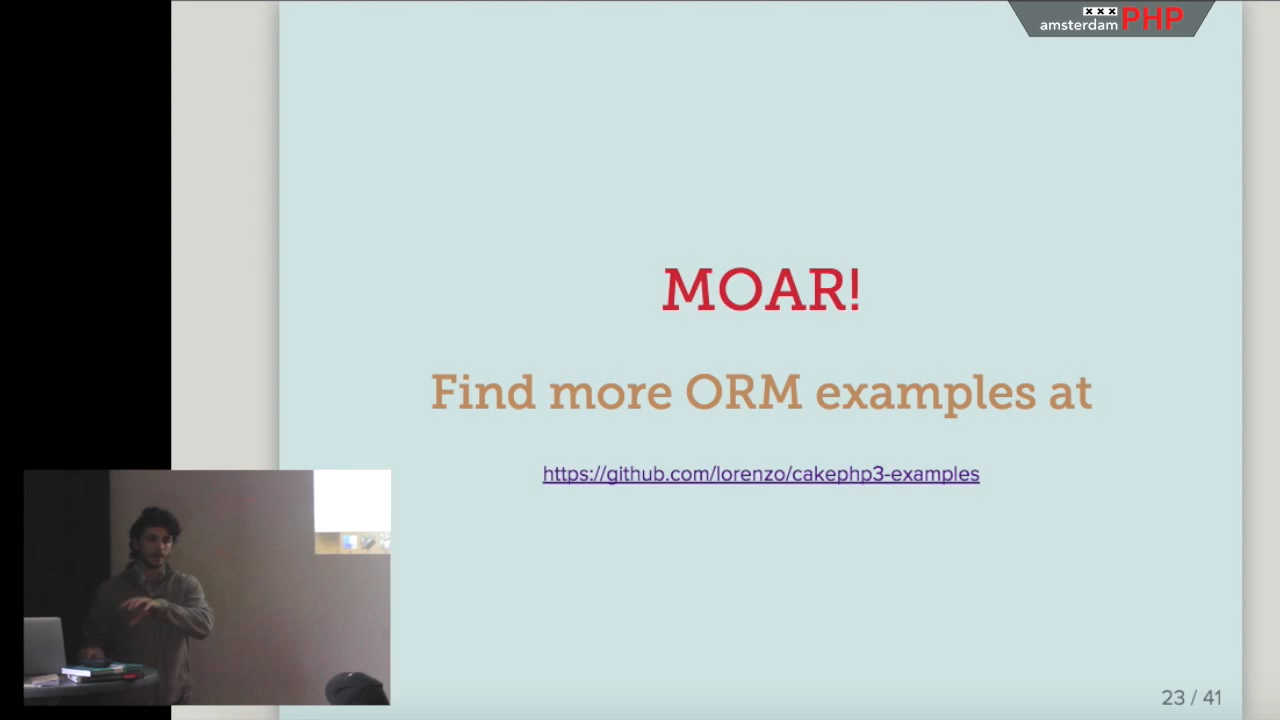 amsterdam PHP
MOAR!
Find more ORM examples at
https://github.com/lorenzo/cakephp3-examples
23 / 41